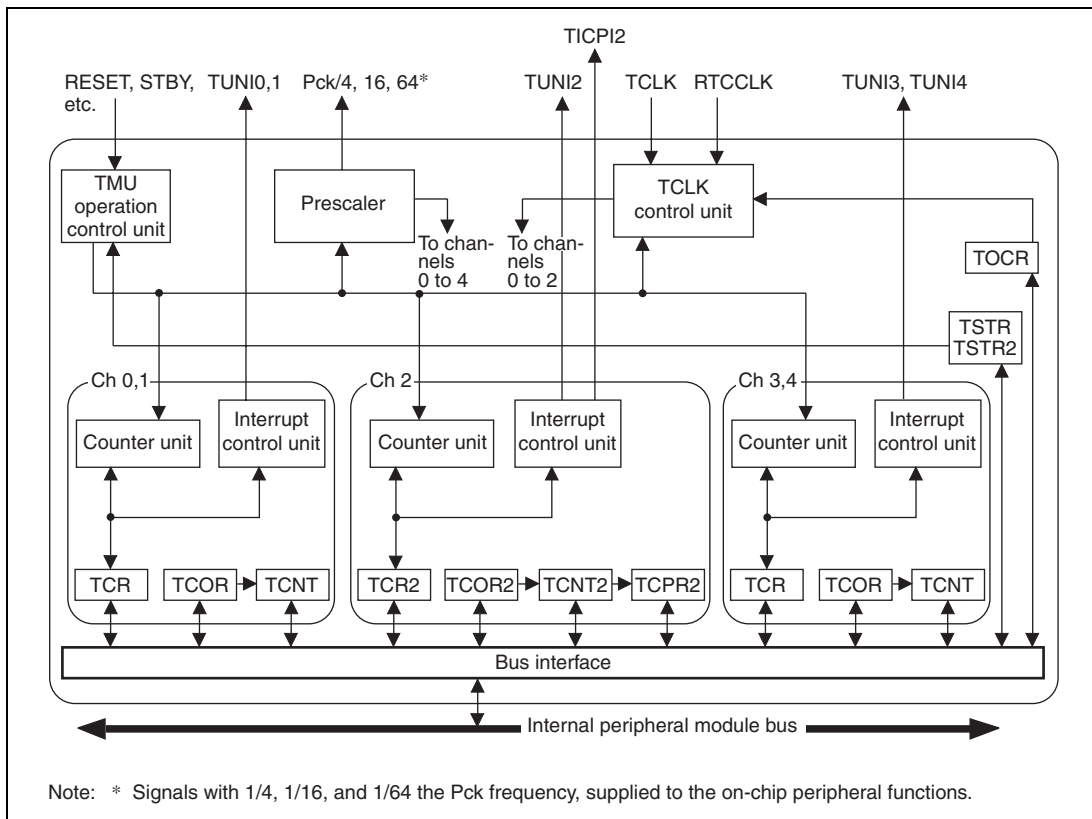 TICPI2
RESET, STBY,
etc.
TUNI0,1
Pck/4, 16, 64*
TUNI2
TCLK
RTCCLK
TUNI3, TUNI4
TMU
operation
control unit
Prescaler
TCLK
control unit
To chan-
nels
0 to 4
To chan-
nels
0 to 2
TOCR
TSTR
TSTR2
Ch 0,1
Ch 2
Ch 3,4
Counter unit
Interrupt
control unit
Counter unit
Interrupt
control unit
Counter unit
Interrupt
control unit
TCR
TCOR
TCNT
TCR2
TCOR2
TCNT2
TCPR2
TCR
TCOR
TCNT
Bus interface
Internal peripheral module bus
Note: * Signals with 1/4, 1/16, and 1/64 the Pck frequency, supplied to the on-chip peripheral functions.